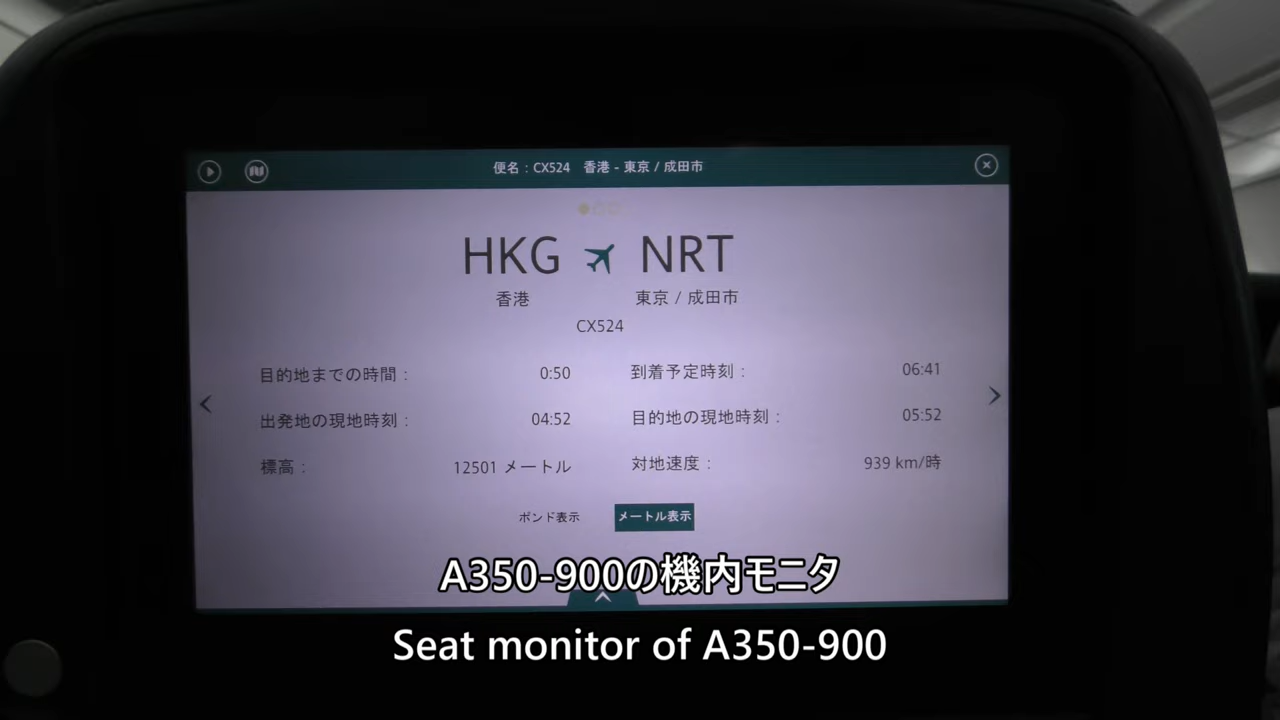 便名：CX524 香港 - 東京 / 成田市
HKG NRT
香港 東京 / 成田市
CX524
目的地までの時間： 0:50 到着予定時刻： 06:41
出発地の現地時刻： 04:52 目的地の現地時刻： 05:52
標高： 12501 メートル 対地速度： 939 km/時
ポンド表示 メートル表示
A350-900の機内モニタ
Seat monitor of A350-900